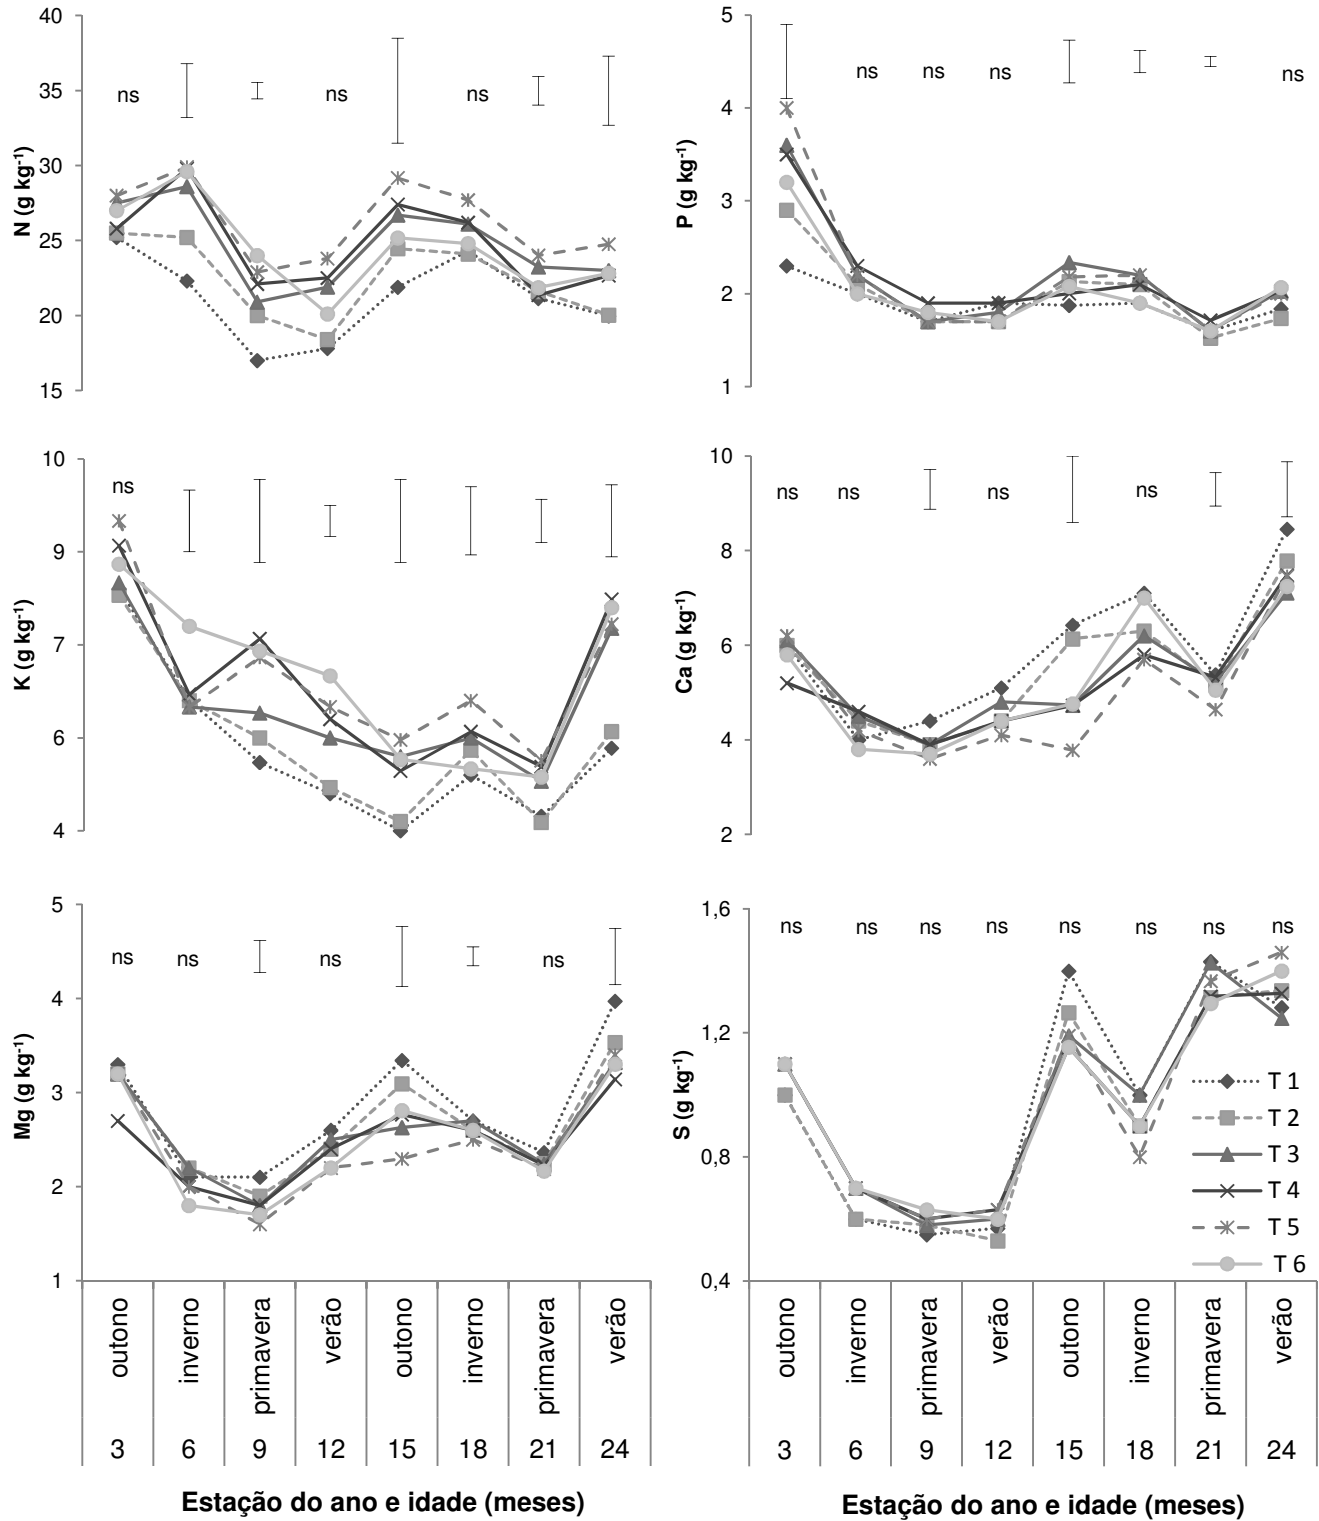 40
35
30
25
20
15
N (g kg-1)
ns
ns
ns
5
4
3
2
1
P (g kg-1)
ns
ns
ns
ns
10
9
7
6
4
K (g kg-1)
ns
10
8
6
4
2
Ca (g kg-1)
ns
ns
ns
ns
5
4
3
2
1
Mg (g kg-1)
ns
ns
ns
ns
1,6
1,2
0,8
0,4
S (g kg-1)
ns
ns
ns
ns
ns
ns
ns
ns
T 1
T 2
T 3
T 4
T 5
T 6
outono
inverno
primavera
verão
outono
inverno
primavera
verão
3 6 9 12 15 18 21 24
Estação do ano e idade (meses)
outono
inverno
primavera
verão
outono
inverno
primavera
verão
3 6 9 12 15 18 21 24
Estação do ano e idade (meses)